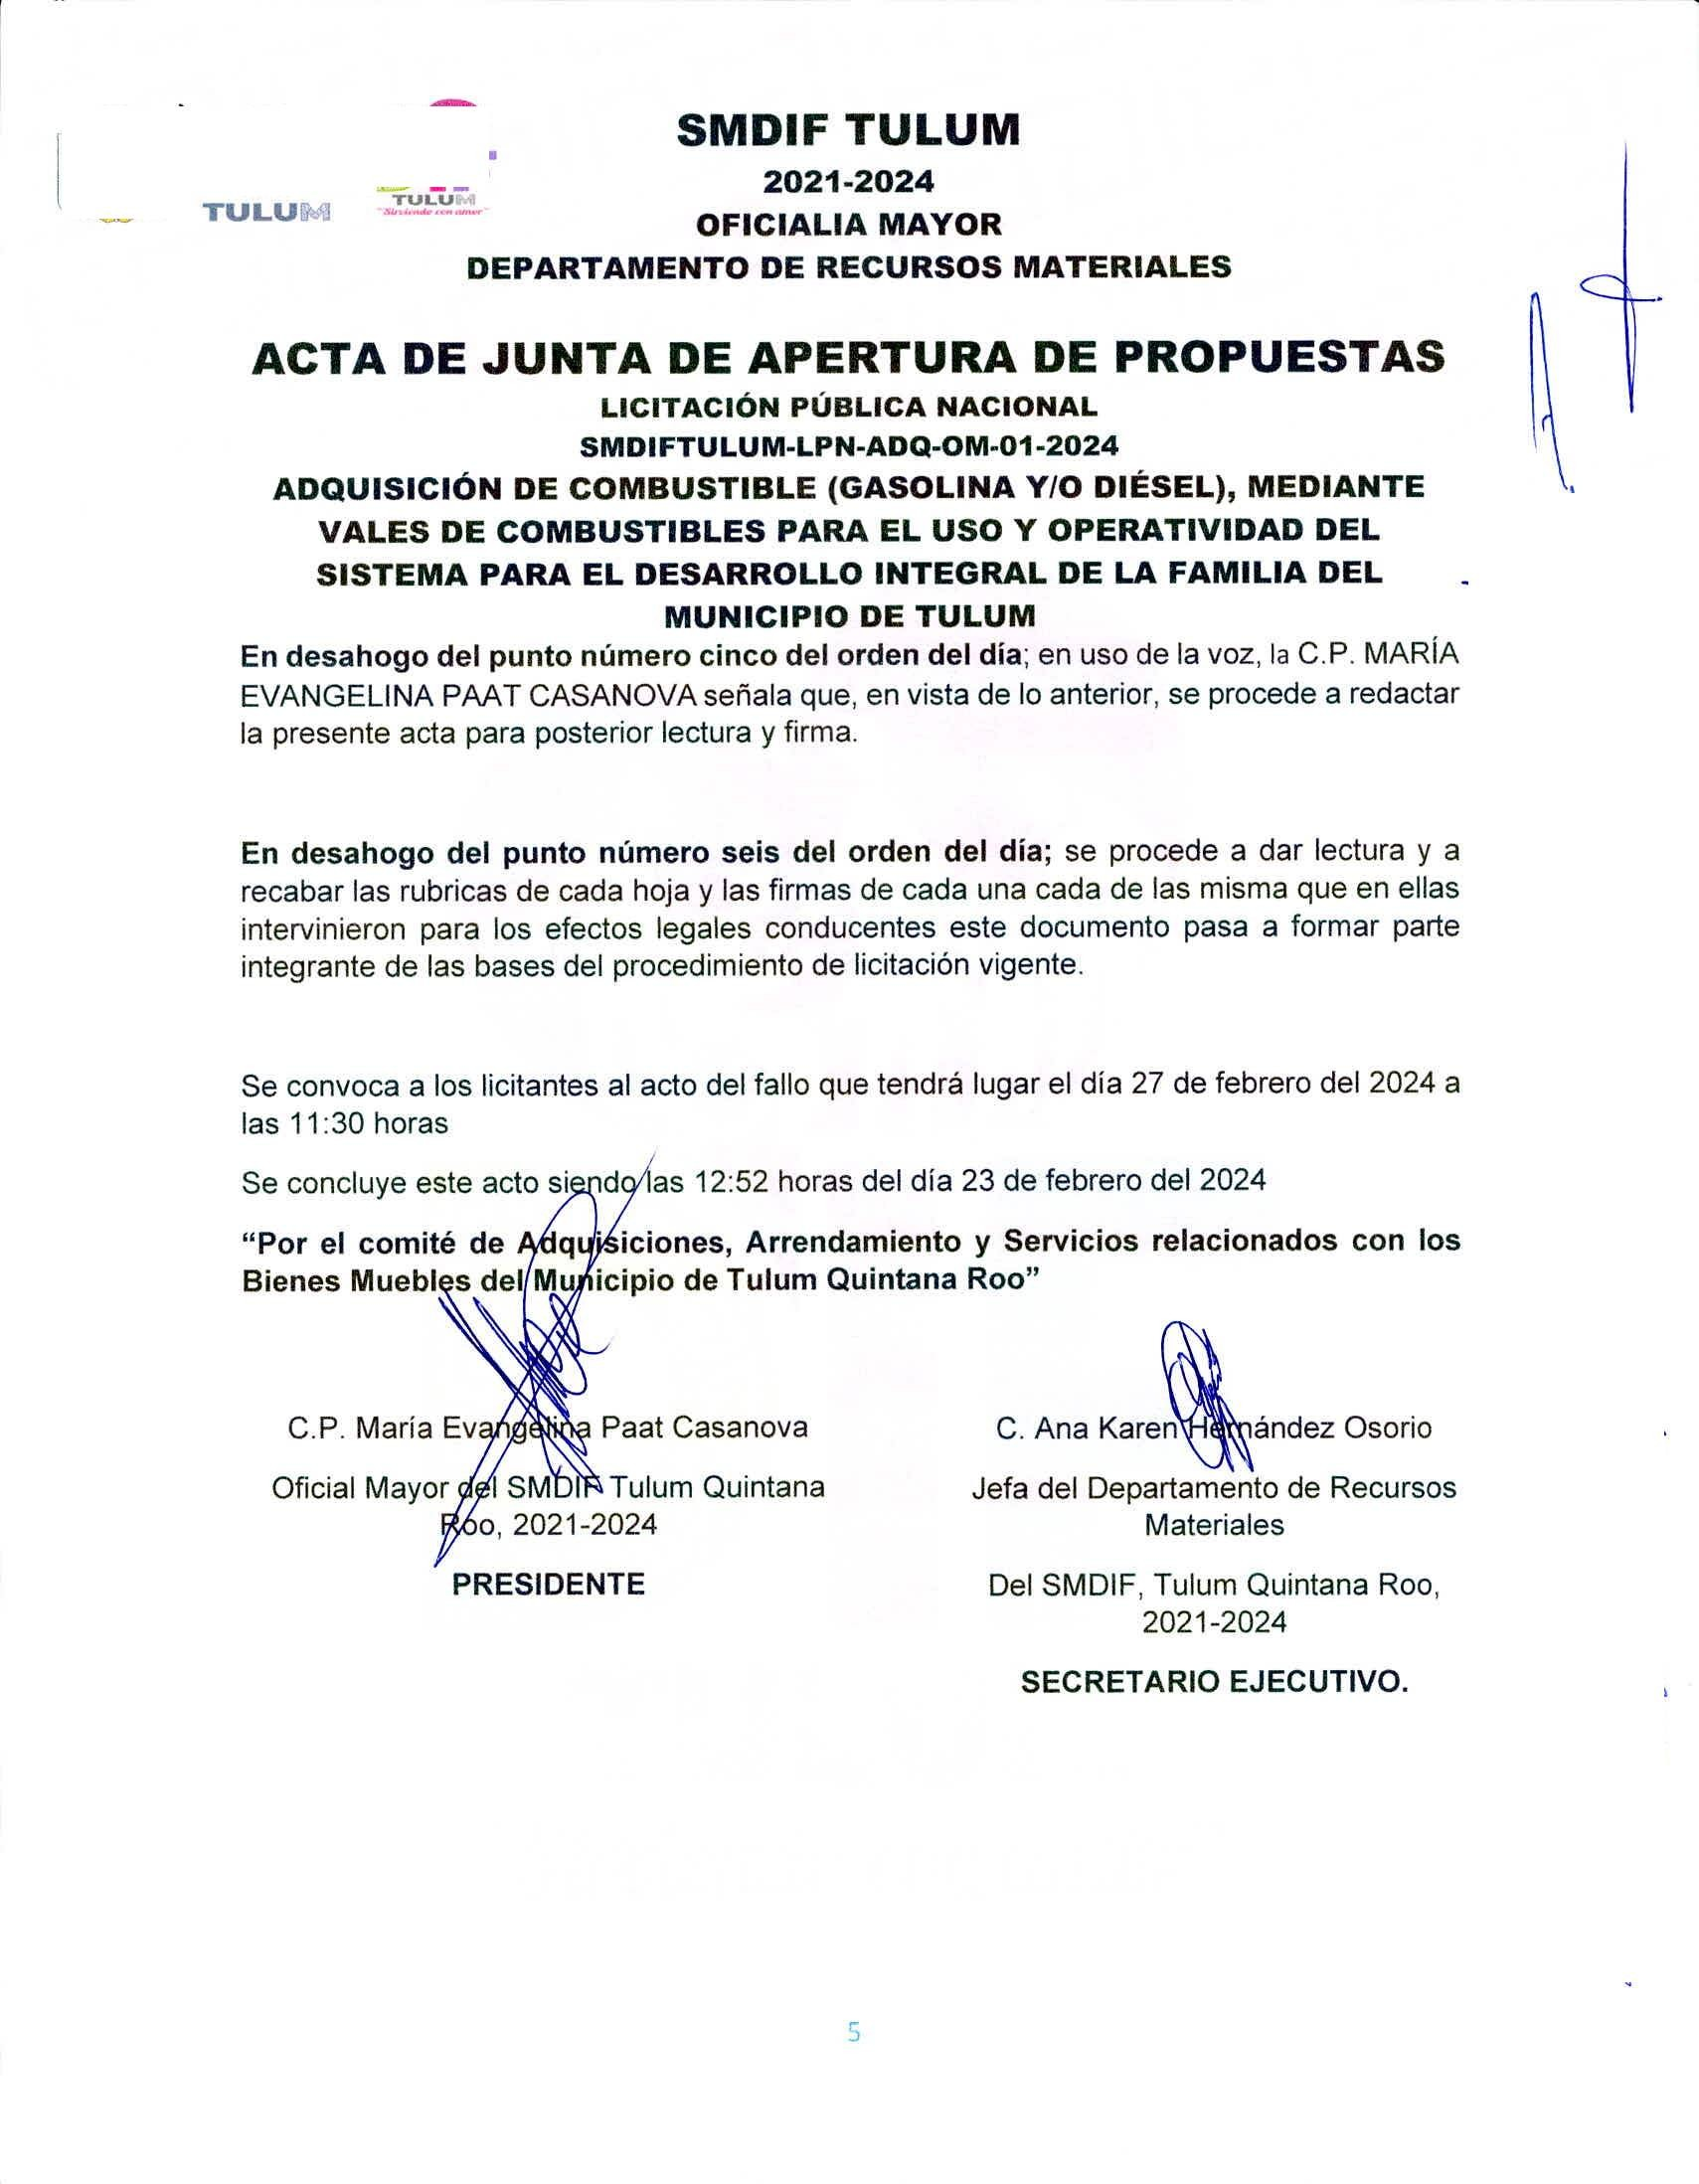 SMDIF TULUM
2021-2024
OFICIALIA MAYOR
DEPARTAMENTO DE RECURSOS MATERIALES
TULUM
TULUM
"Sirviendo con amor"
ACTA DE JUNTA DE APERTURA DE PROPUESTAS
LICITACIÓN PÚBLICA NACIONAL
SMDIFTULUM-LPN-ADQ-OM-01-2024
ADQUISICIÓN DE COMBUSTIBLE (GASOLINA Y/O DIÉSEL), MEDIANTE
VALES DE COMBUSTIBLES PARA EL USO Y OPERATIVIDAD DEL
SISTEMA PARA EL DESARROLLO INTEGRAL DE LA FAMILIA DEL
MUNICIPIO DE TULUM
En desahogo del punto número cinco del orden del día; en uso de la voz, la C.P. MARÍA
EVANGELINA PAAT CASANOVA señala que, en vista de lo anterior, se procede a redactar
la presente acta para posterior lectura y firma.
En desahogo del punto número seis del orden del día; se procede a dar lectura y a
recabar las rubricas de cada hoja y las firmas de cada una cada de las misma que en ellas
intervinieron para los efectos legales conducentes este documento pasa a formar parte
integrante de las bases del procedimiento de licitación vigente.
Se convoca a los licitantes al acto del fallo que tendrá lugar el día 27 de febrero del 2024 a
las 11:30 horas
Se concluye este acto siendo las 12:52 horas del día 23 de febrero del 2024
“Por el comité de Adquisiciones, Arrendamiento y Servicios relacionados con los
Bienes Muebles del Municipio de Tulum Quintana Roo”
C.P. María Evangelina Paat Casanova
Oficial Mayor del SMDIF Tulum Quintana
Roo, 2021-2024
PRESIDENTE
C. Ana Karen Hernández Osorio
Jefa del Departamento de Recursos
Materiales
Del SMDIF, Tulum Quintana Roo,
2021-2024
SECRETARIO EJECUTIVO.
5